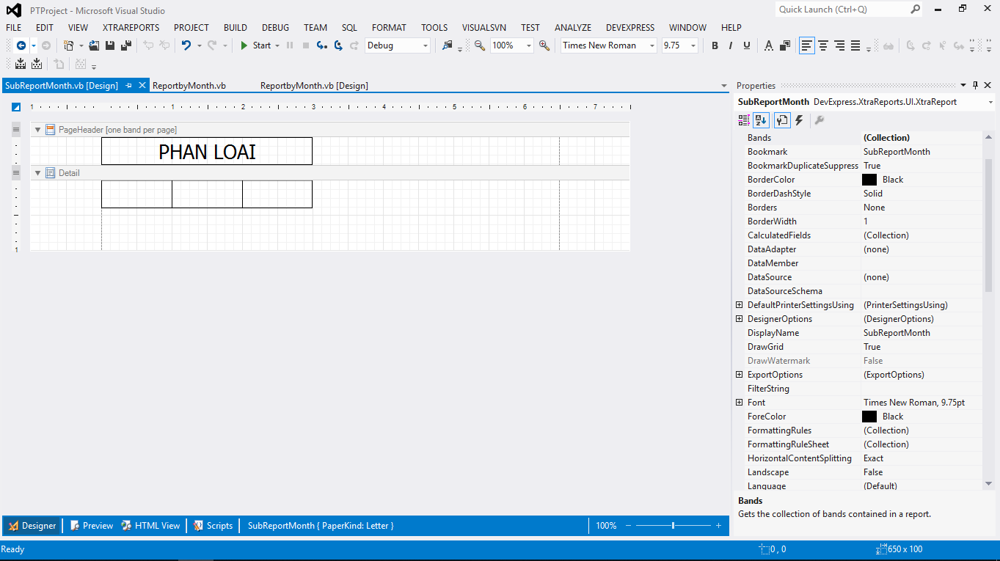 PTProject - Microsoft Visual Studio
Quick Launch (Ctrl+Q)
FILE EDIT VIEW XTRAREPORTS PROJECT BUILD DEBUG TEAM SQL FORMAT TOOLS VISUALSVN TEST ANALYZE DEVEXPRESS WINDOW HELP
Start Debug 100% Times New Roman 9.75 B I U A
SubReportMonth.vb [Design] ReportbyMonth.vb ReportbyMonth.vb [Design]
Properties
SubReportMonth DevExpress.XtraReports.UI.XtraReport
1 1 2 3 4 5 6 7
PageHeader [one band per page]
PHAN LOAI
Detail
1
Bands (Collection)
Bookmark SubReportMonth
BookmarkDuplicateSuppress True
BorderColor Black
BorderDashStyle Solid
Borders None
BorderWidth 1
CalculatedFields (Collection)
DataAdapter (none)
DataMember
DataSource (none)
DataSourceSchema
DefaultPrinterSettingsUsing (PrinterSettingsUsing)
DesignerOptions (DesignerOptions)
DisplayName SubReportMonth
DrawGrid True
DrawWatermark False
ExportOptions (ExportOptions)
FilterString
Font Times New Roman, 9.75pt
ForeColor Black
FormattingRules (Collection)
FormattingRuleSheet (Collection)
HorizontalContentSplitting Exact
Landscape False
Language (Default)
Bands
Gets the collection of bands contained in a report.
Designer Preview HTML View Scripts SubReportMonth { PaperKind: Letter } 100% − +
Ready 0 , 0 650 x 100